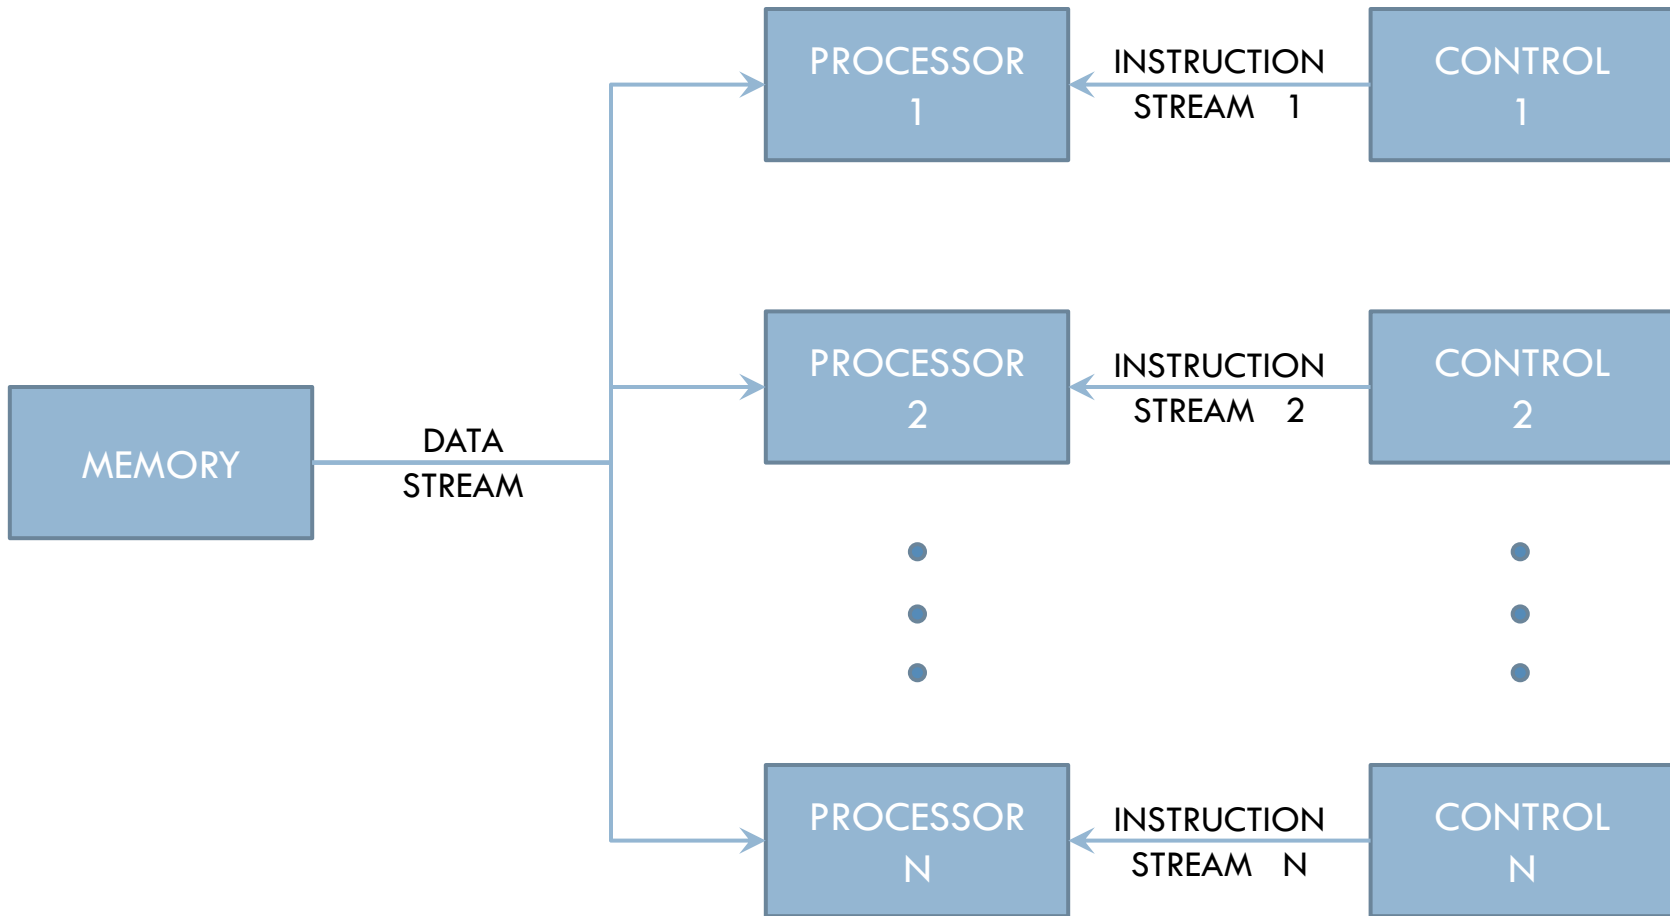 PROCESSOR
1
INSTRUCTION
STREAM 1
CONTROL
1
PROCESSOR
2
INSTRUCTION
STREAM 2
CONTROL
2
MEMORY
DATA
STREAM
PROCESSOR
N
INSTRUCTION
STREAM N
CONTROL
N